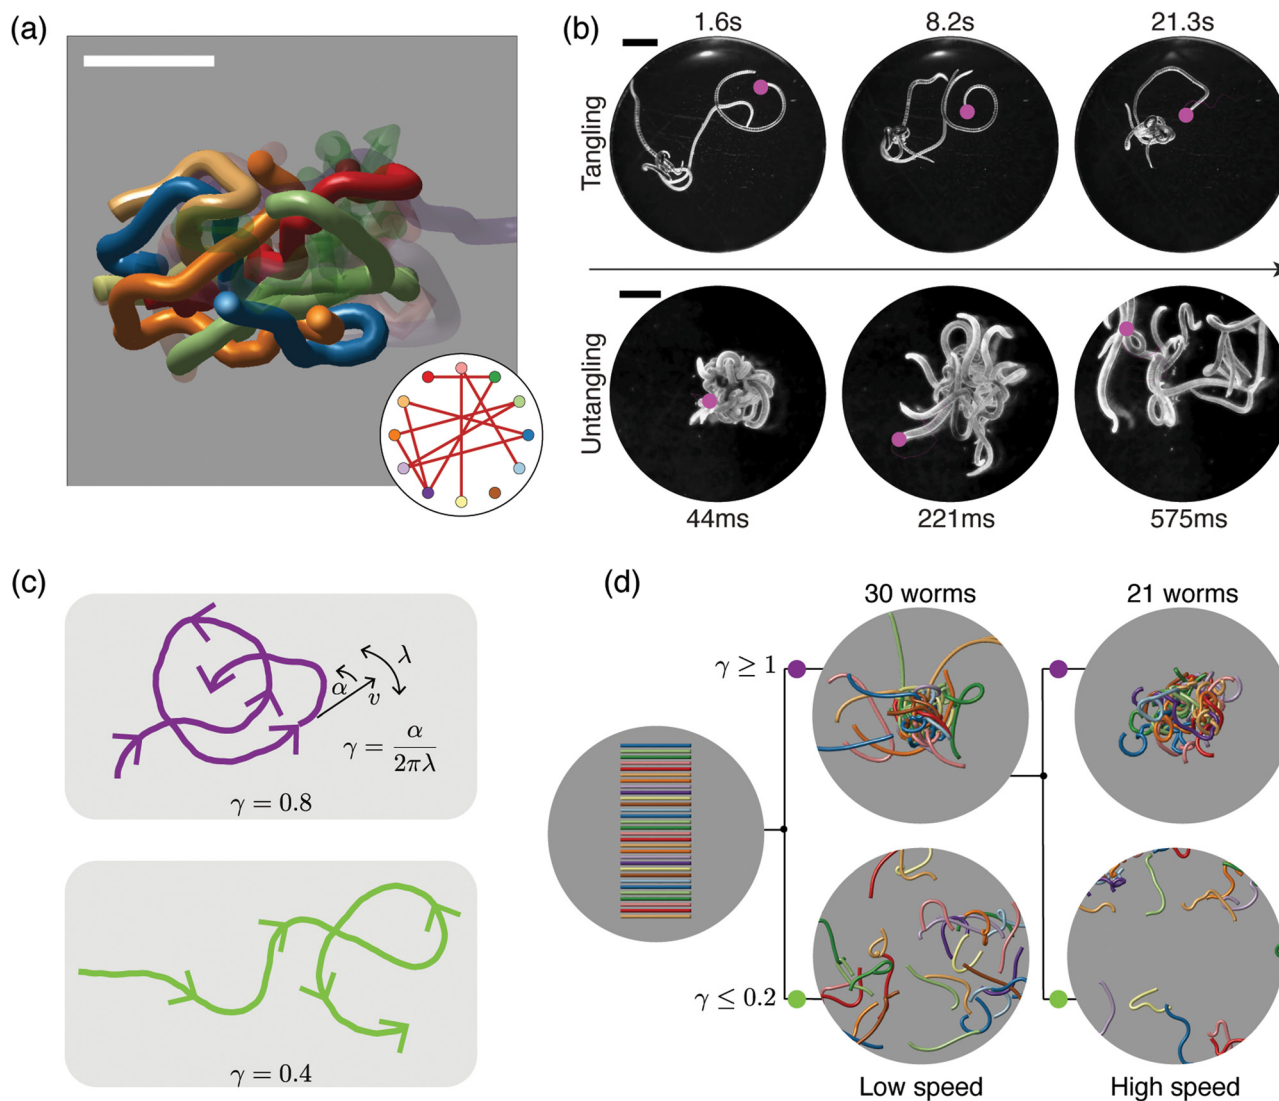 (a)
(b)
1.6s
8.2s
21.3s
Tangling
Untangling
44ms
221ms
575ms
(c)
λ
α
v
γ = α / 2πλ
γ = 0.8
γ = 0.4
(d)
30 worms
21 worms
γ ≥ 1
γ ≤ 0.2
Low speed
High speed